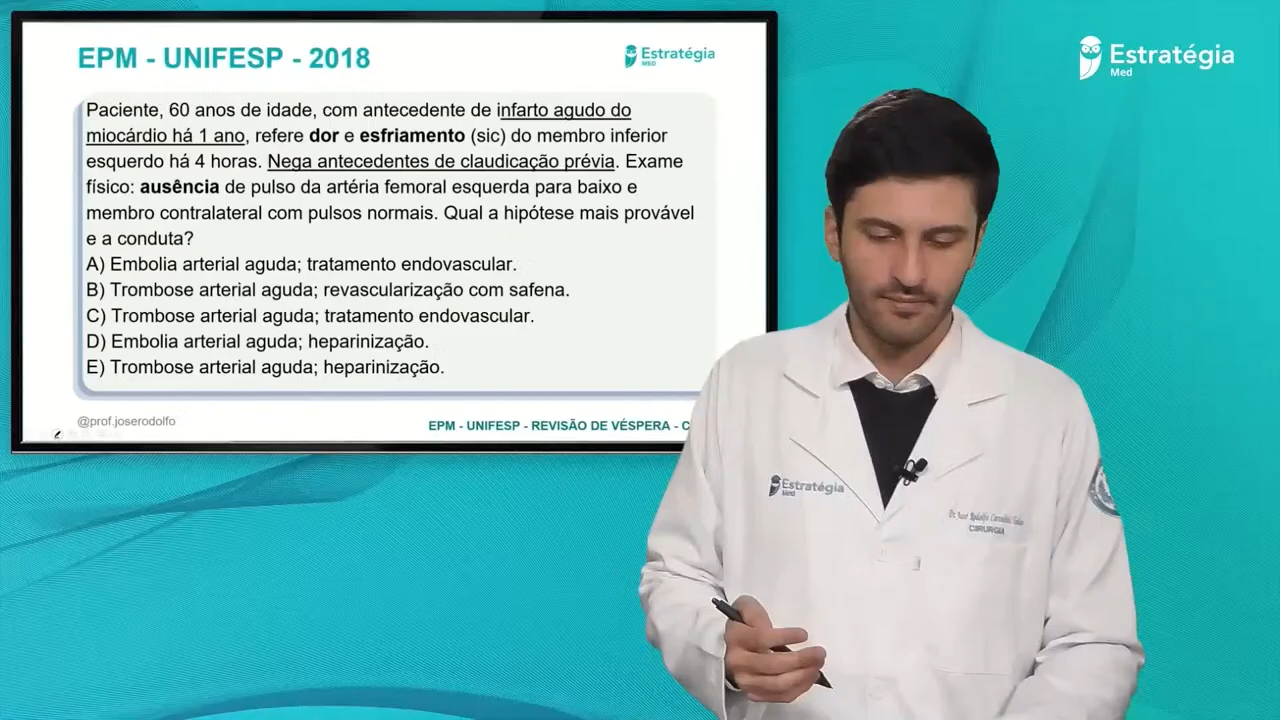 EPM - UNIFESP - 2018
Estratégia
MED
Estratégia
Med
Paciente, 60 anos de idade, com antecedente de infarto agudo do
miocárdio há 1 ano, refere dor e esfriamento (sic) do membro inferior
esquerdo há 4 horas. Nega antecedentes de claudicação prévia. Exame
físico: ausência de pulso da artéria femoral esquerda para baixo e
membro contralateral com pulsos normais. Qual a hipótese mais provável
e a conduta?
A) Embolia arterial aguda; tratamento endovascular.
B) Trombose arterial aguda; revascularização com safena.
C) Trombose arterial aguda; tratamento endovascular.
D) Embolia arterial aguda; heparinização.
E) Trombose arterial aguda; heparinização.
@prof.joserodolfo
EPM - UNIFESP - REVISÃO DE VÉSPERA - C
Estratégia
Med
CIRURGIA